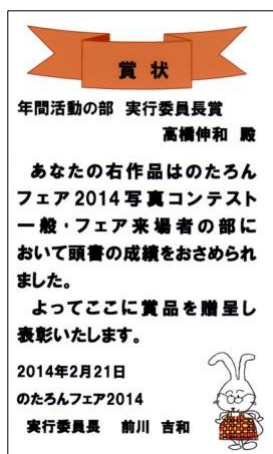 賞状
年間活動の部 実行委員長賞
高橋伸和 殿
あなたの右作品はのたろん
フェア2014写真コンテスト
一般・フェア来場者の部に
おいて頭書の成績をおさめられ
ました。
よってここに賞品を贈呈し
表彰いたします。
2014年2月21日
のたろんフェア2014
実行委員長 前川 吉和